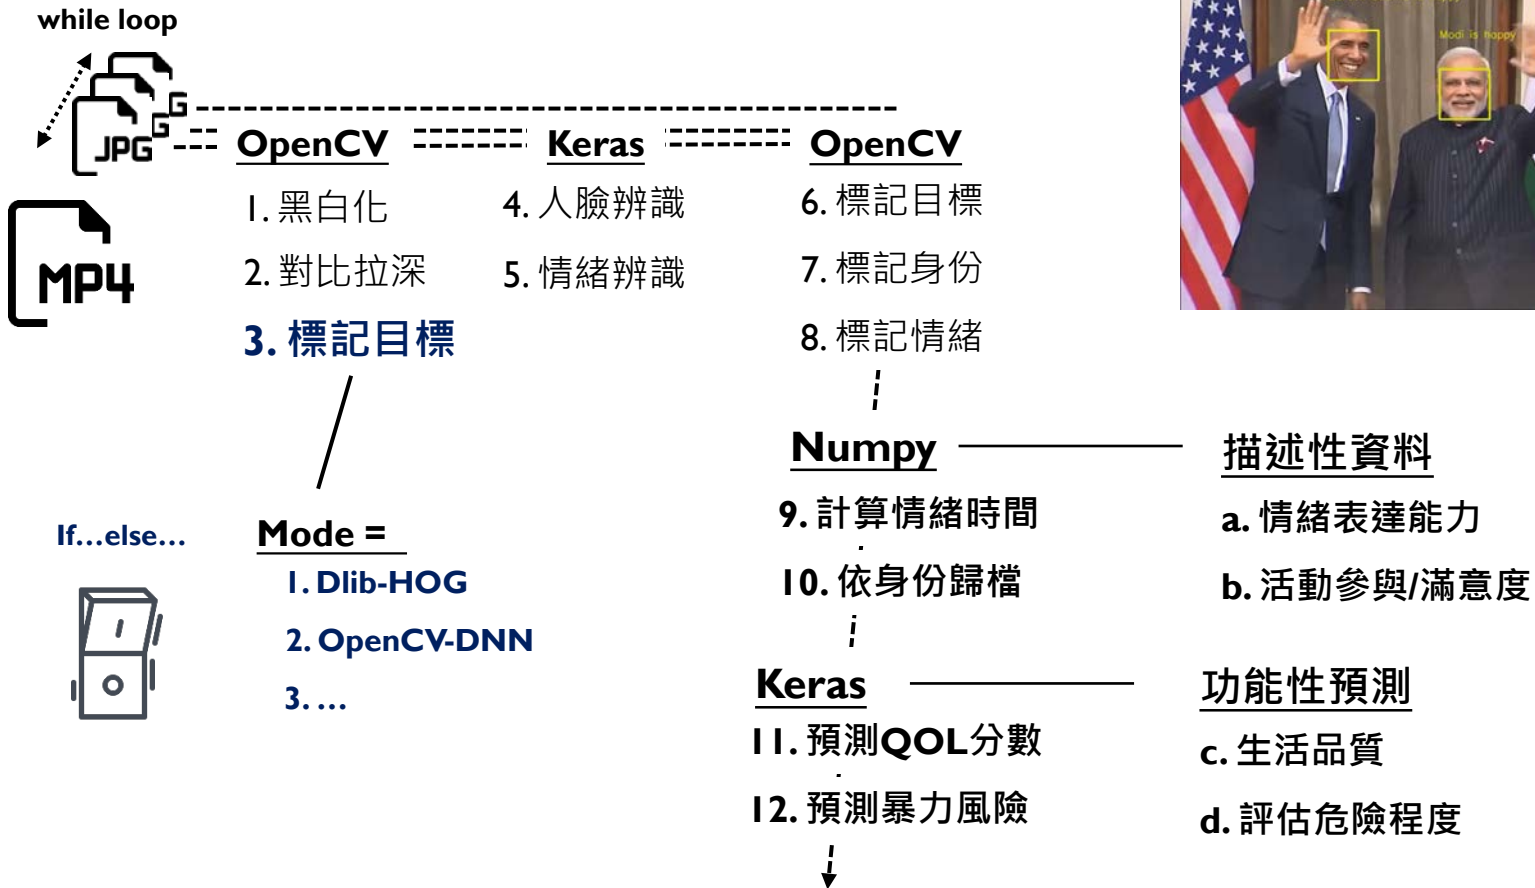 while loop
JPG
G
G
MP4
OpenCV
1. 黑白化
2. 對比拉深
3. 標記目標
Keras
4. 人臉辨識
5. 情緒辨識
OpenCV
6. 標記目標
7. 標記身份
8. 標記情緒
Modi is happy
If…else…
Mode =
1. Dlib-HOG
2. OpenCV-DNN
3. …
Numpy
9. 計算情緒時間
10. 依身份歸檔
描述性資料
a. 情緒表達能力
b. 活動參與/滿意度
Keras
11. 預測QOL分數
12. 預測暴力風險
功能性預測
c. 生活品質
d. 評估危險程度